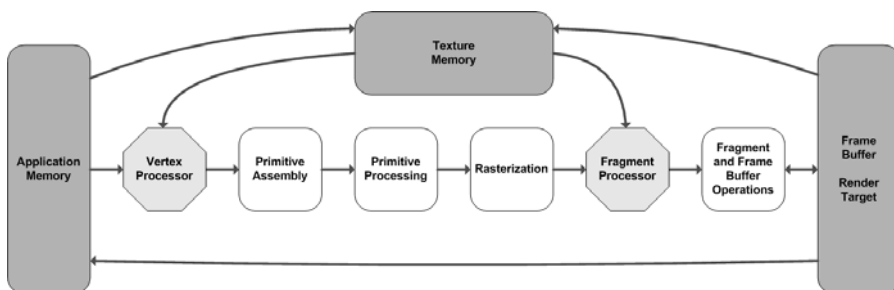 Texture
Memory
Application
Memory
Vertex
Processor
Primitive
Assembly
Primitive
Processing
Rasterization
Fragment
Processor
Fragment
and Frame
Buffer
Operations
Frame
Buffer
Render
Target